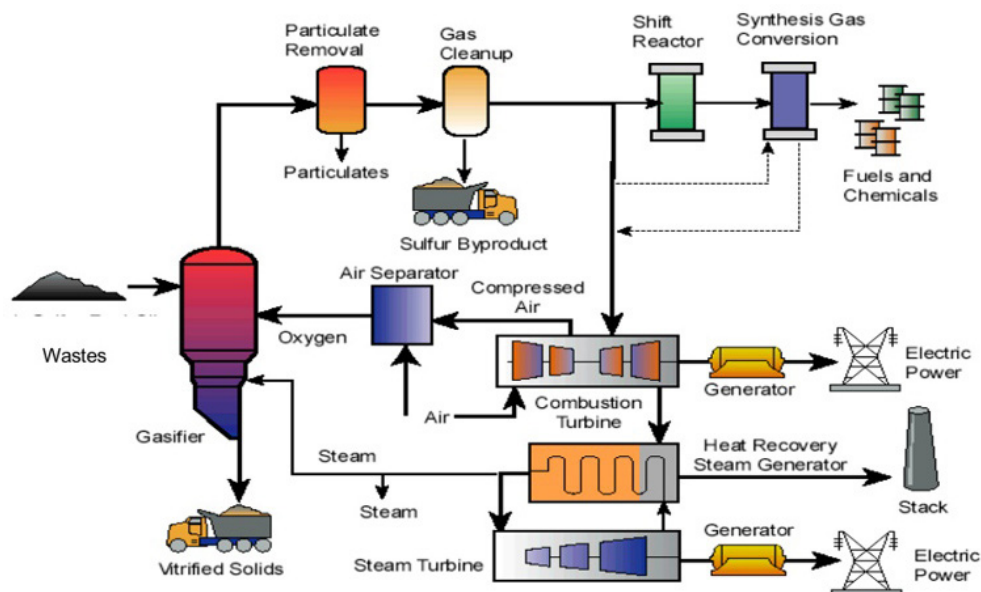 Particulate
Removal
Gas
Cleanup
Shift
Reactor
Synthesis Gas
Conversion
Particulates
Sulfur Byproduct
Fuels and
Chemicals
Air Separator
Compressed
Air
Oxygen
Wastes
Air
Combustion
Turbine
Generator
Electric
Power
Gasifier
Steam
Steam
Heat Recovery
Steam Generator
Stack
Vitrified Solids
Steam Turbine
Generator
Electric
Power